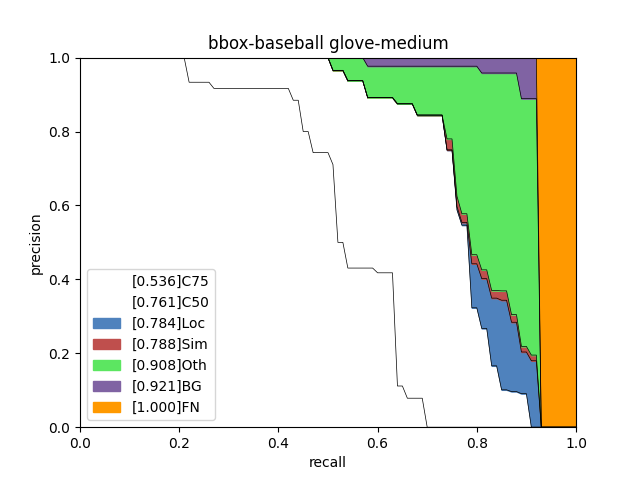 bbox-baseball glove-medium
1.0
0.8
0.6
0.4
0.2
0.0
precision
[0.536]C75
[0.761]C50
[0.784]Loc
[0.788]Sim
[0.908]Oth
[0.921]BG
[1.000]FN
0.0 0.2 0.4 0.6 0.8 1.0
recall